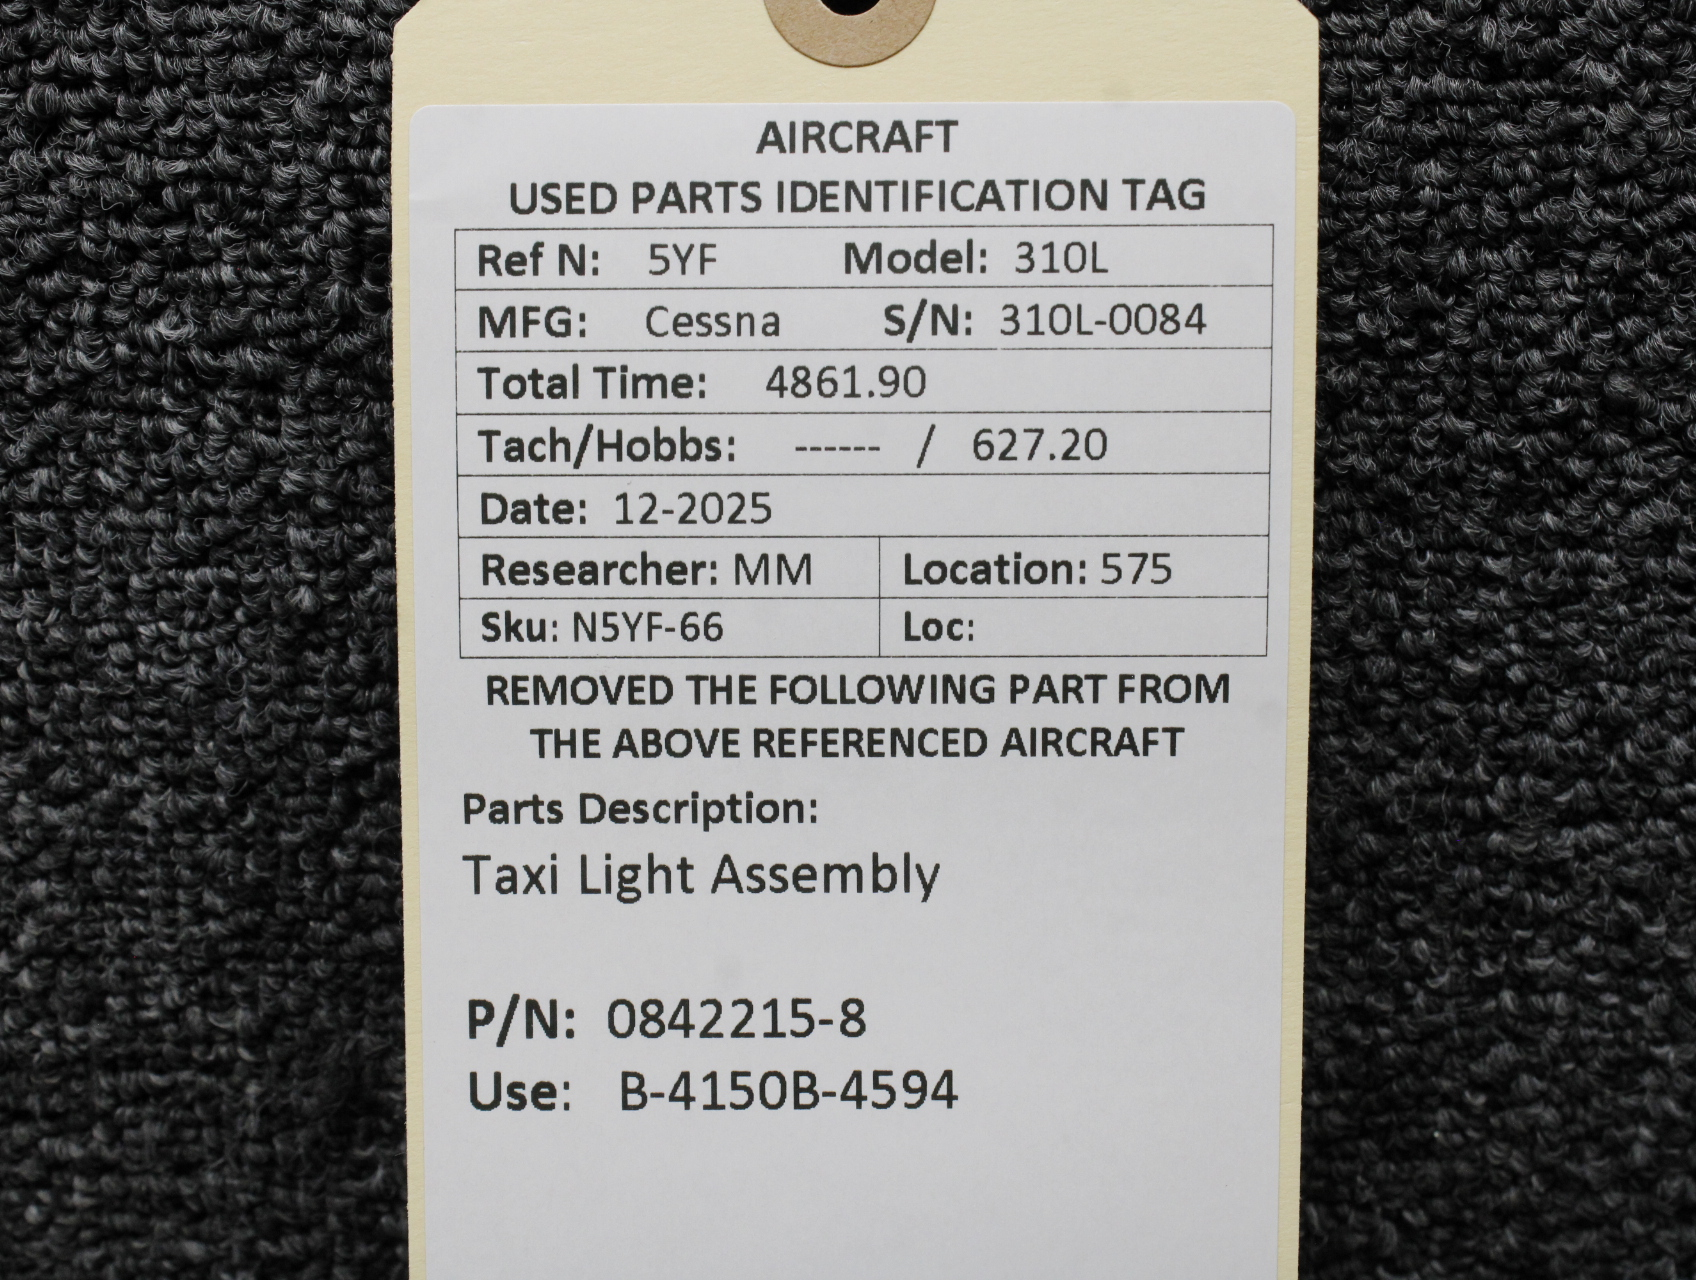 AIRCRAFT
USED PARTS IDENTIFICATION TAG
Ref N: 5YF Model: 310L
MFG: Cessna S/N: 310L-0084
Total Time: 4861.90
Tach/Hobbs: ------ / 627.20
Date: 12-2025
Researcher: MM Location: 575
Sku: N5YF-66 Loc:
REMOVED THE FOLLOWING PART FROM
THE ABOVE REFERENCED AIRCRAFT
Parts Description:
Taxi Light Assembly
P/N: 0842215-8
Use: B-4150B-4594